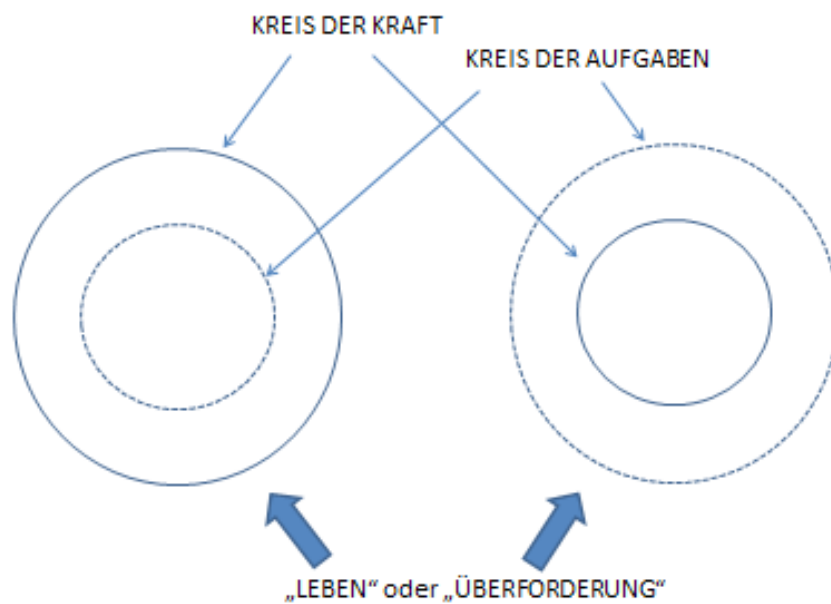 KREIS DER KRAFT
KREIS DER AUFGABEN
„LEBEN“ oder „ÜBERFORDERUNG“